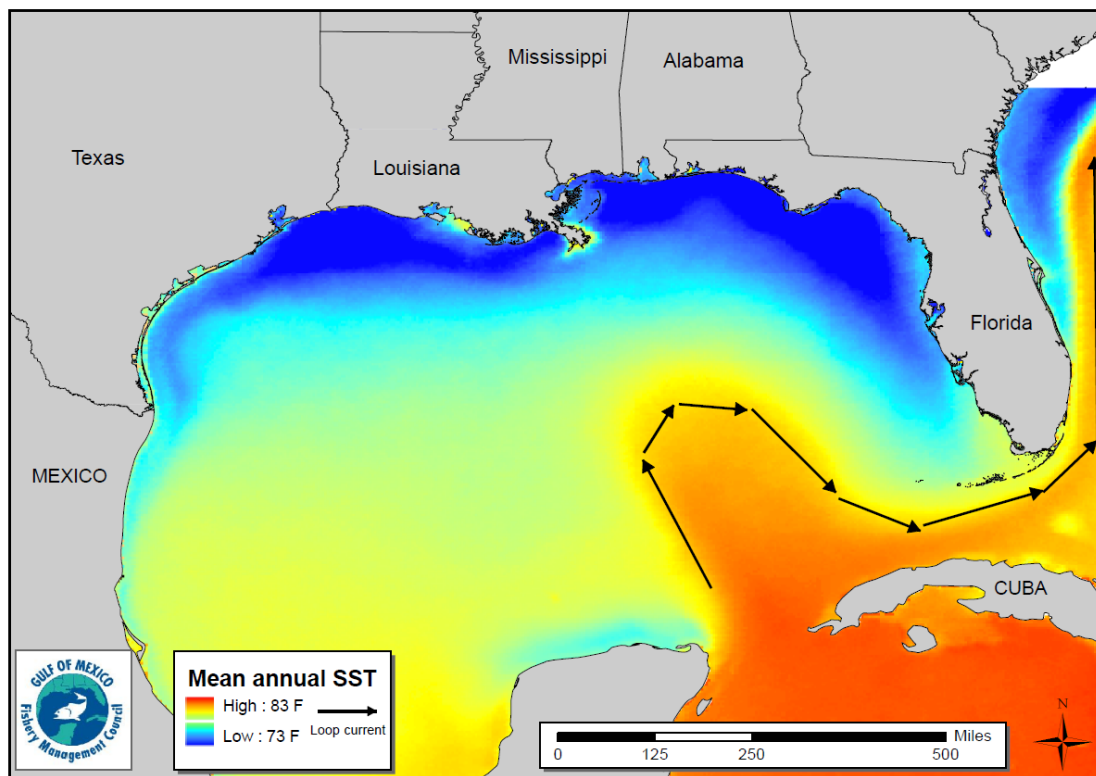 Mississippi
Alabama
Texas
Louisiana
Florida
MEXICO
CUBA
GULF OF MEXICO
Fishery Management Council
Mean annual SST
High : 83 F
Low : 73 F
Loop current
Miles
0 125 250 500
N